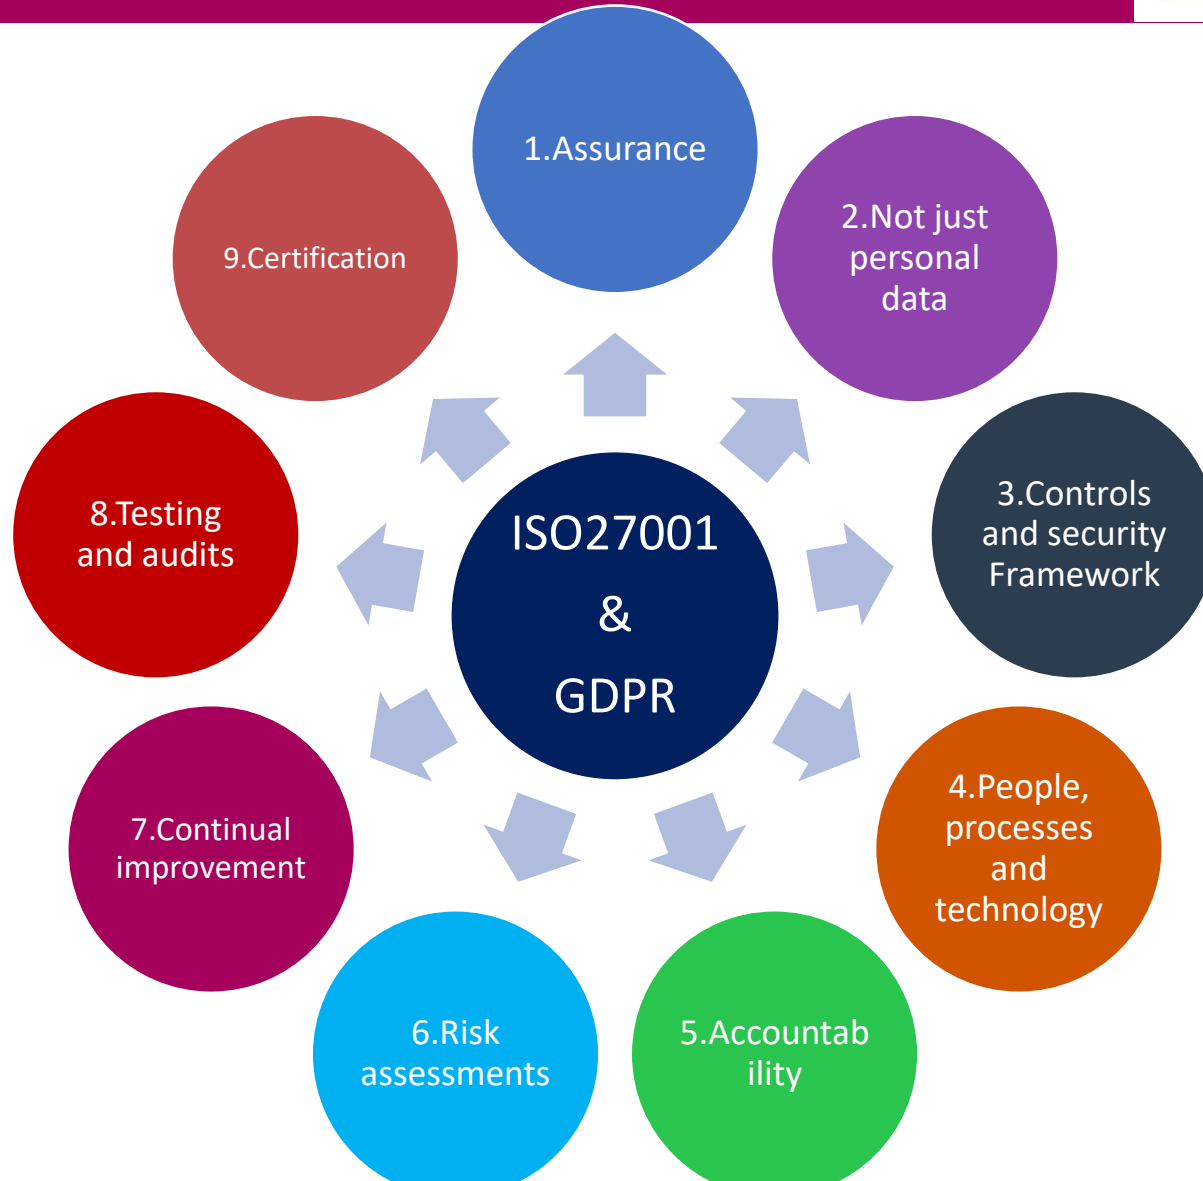 1.Assurance
2.Not just
personal
data
3.Controls
and security
Framework
4.People,
processes
and
technology
5.Accountab
ility
6.Risk
assessments
7.Continual
improvement
8.Testing
and audits
9.Certification
ISO27001
&
GDPR